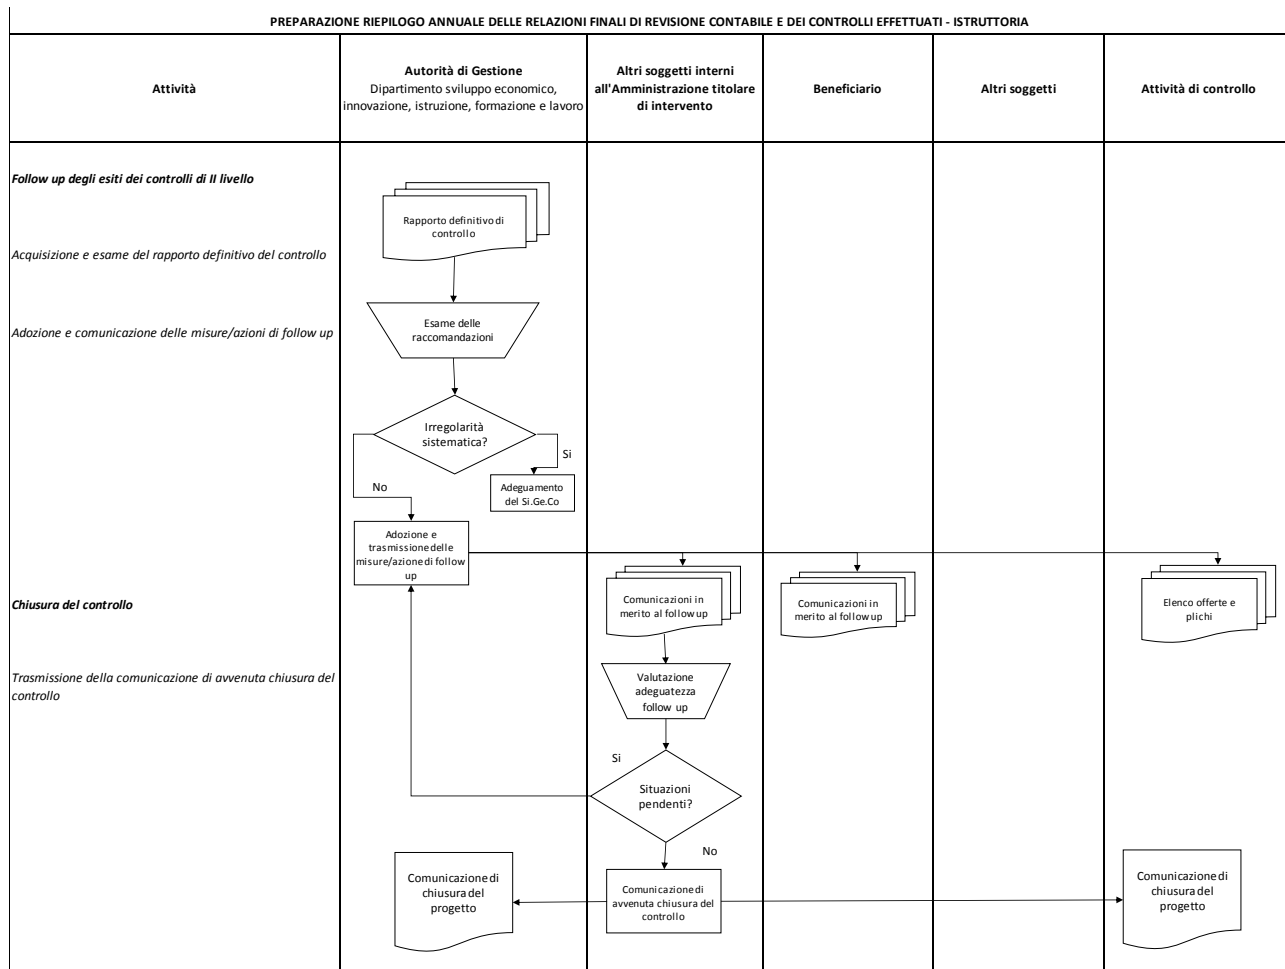 PREPARAZIONE RIEPILOGO ANNUALE DELLE RELAZIONI FINALI DI REVISIONE CONTABILE E DEI CONTROLLI EFFETTUATI - ISTRUTTORIA
Attività
Autorità di Gestione
Dipartimento sviluppo economico,
innovazione, istruzione, formazione e lavoro
Altri soggetti interni
all'Amministrazione titolare
di intervento
Beneficiario
Altri soggetti
Attività di controllo
Follow up degli esiti dei controlli di II livello
Rapporto definitivo di
controllo
Acquisizione e esame del rapporto definitivo del controllo
Esame delle
raccomandazioni
Adozione e comunicazione delle misure/azioni di follow up
Irregolarità
sistematica?
Si
No
Adeguamento
del Si.Ge.Co
Adozione e
trasmissione delle
misure/azione di follow
up
Comunicazioni in
merito al follow up
Comunicazioni in
merito al follow up
Elenco offerte e
plichi
Chiusura del controllo
Trasmissione della comunicazione di avvenuta chiusura del
controllo
Valutazione
adeguatezza
follow up
Si
Situazioni
pendenti?
No
Comunicazione di
chiusura del
progetto
Comunicazione di
avvenuta chiusura del
controllo
Comunicazione di
chiusura del
progetto